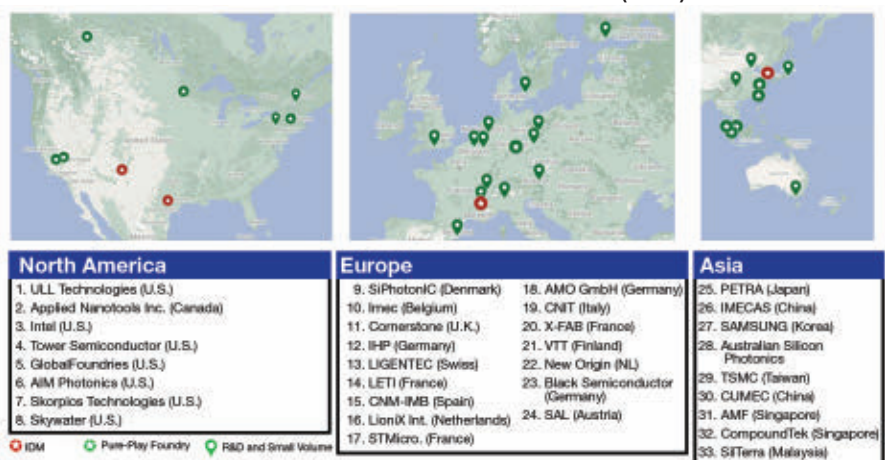 North America
1. ULL Technologies (U.S.)
2. Applied Nanotools Inc. (Canada)
3. Intel (U.S.)
4. Tower Semiconductor (U.S.)
5. GlobalFoundries (U.S.)
6. AIM Photonics (U.S.)
7. Skorpios Technologies (U.S.)
8. Skywater (U.S.)
IDM
Pure-Play Foundry
R&D and Small Volume
Europe
9. SiPhotonIC (Denmark)
10. Imec (Belgium)
11. Cornerstone (U.K.)
12. IHP (Germany)
13. LIGENTEC (Swiss)
14. LETI (France)
15. CNM-IMB (Spain)
16. LioniX Int. (Netherlands)
17. STMicro. (France)
18. AMO GmbH (Germany)
19. CNIT (Italy)
20. X-FAB (France)
21. VTT (Finland)
22. New Origin (NL)
23. Black Semiconductor
(Germany)
24. SAL (Austria)
Asia
25. PETRA (Japan)
26. IMECAS (China)
27. SAMSUNG (Korea)
28. Australian Silicon
Photonics
29. TSMC (Taiwan)
30. CUMEC (China)
31. AMF (Singapore)
32. CompoundTek (Singapore)
33. SilTerra (Malaysia)